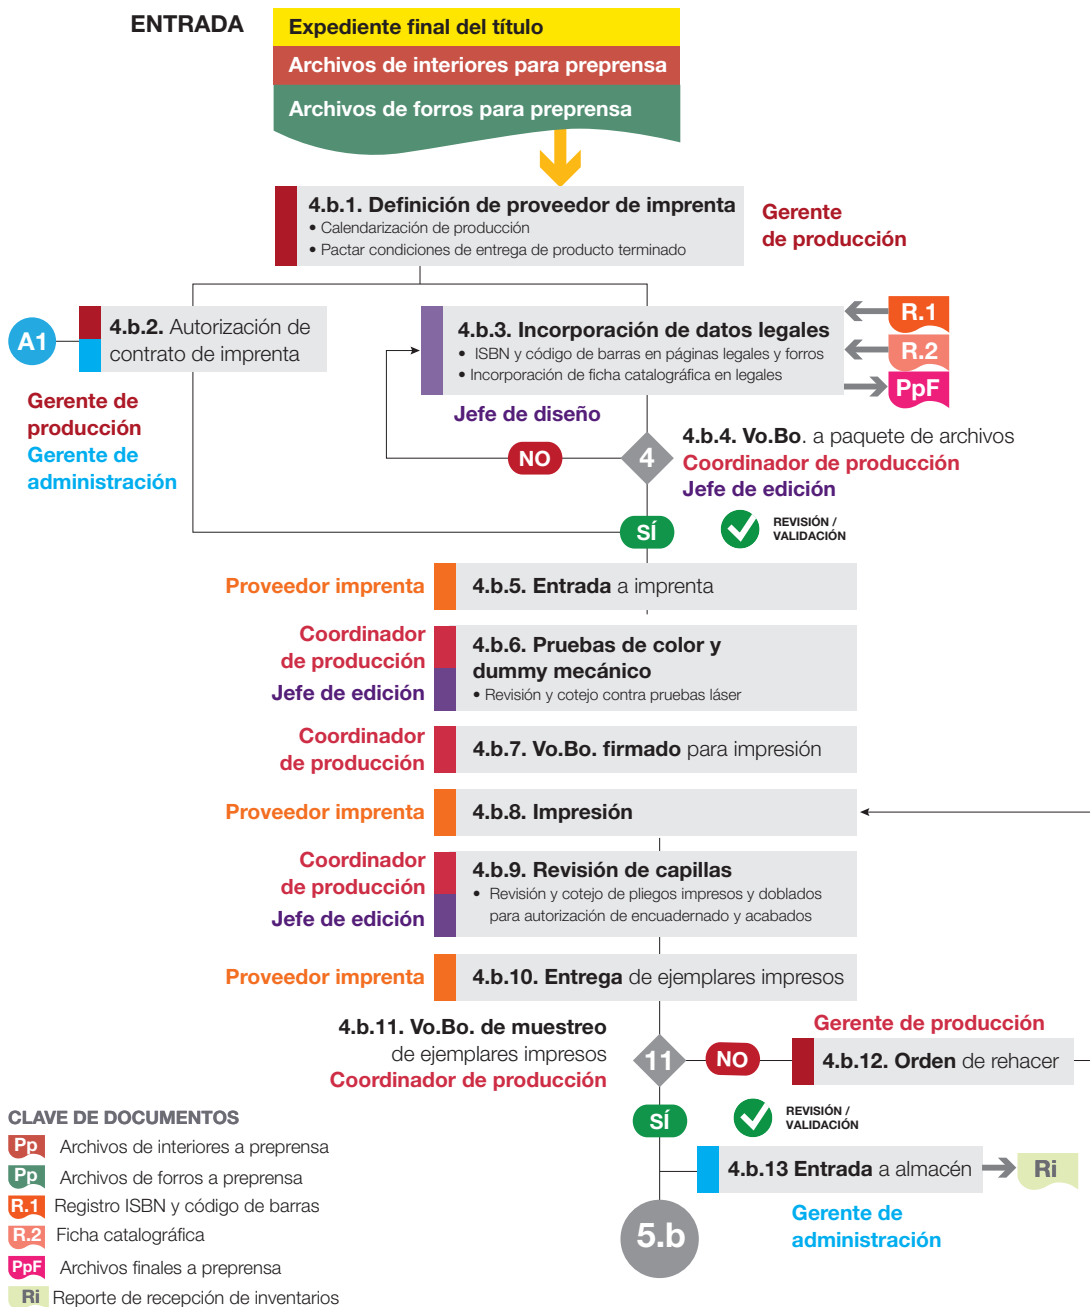 ENTRADA
Expediente final del título
Archivos de interiores para preprensa
Archivos de forros para preprensa
4.b.1. Definición de proveedor de imprenta
• Calendarización de producción
• Pactar condiciones de entrega de producto terminado
Gerente
de producción
A1
4.b.2. Autorización de
contrato de imprenta
Gerente de
producción
Gerente de
administración
4.b.3. Incorporación de datos legales
• ISBN y código de barras en páginas legales y forros
• Incorporación de ficha catalográfica en legales
R.1
R.2
PpF
Jefe de diseño
NO
4
4.b.4. Vo.Bo. a paquete de archivos
Coordinador de producción
Jefe de edición
SÍ
REVISIÓN /
VALIDACIÓN
Proveedor imprenta
4.b.5. Entrada a imprenta
Coordinador
de producción
Jefe de edición
4.b.6. Pruebas de color y
dummy mecánico
• Revisión y cotejo contra pruebas láser
Coordinador
de producción
4.b.7. Vo.Bo. firmado para impresión
Proveedor imprenta
4.b.8. Impresión
Coordinador
de producción
Jefe de edición
4.b.9. Revisión de capillas
• Revisión y cotejo de pliegos impresos y doblados
para autorización de encuadernado y acabados
Proveedor imprenta
4.b.10. Entrega de ejemplares impresos
4.b.11. Vo.Bo. de muestreo
de ejemplares impresos
Coordinador de producción
11
NO
Gerente de producción
4.b.12. Orden de rehacer
SÍ
REVISIÓN /
VALIDACIÓN
4.b.13 Entrada a almacén
Ri
Gerente de
administración
5.b
CLAVE DE DOCUMENTOS
Pp Archivos de interiores a preprensa
Pp Archivos de forros a preprensa
R.1 Registro ISBN y código de barras
R.2 Ficha catalográfica
PpF Archivos finales a preprensa
Ri Reporte de recepción de inventarios